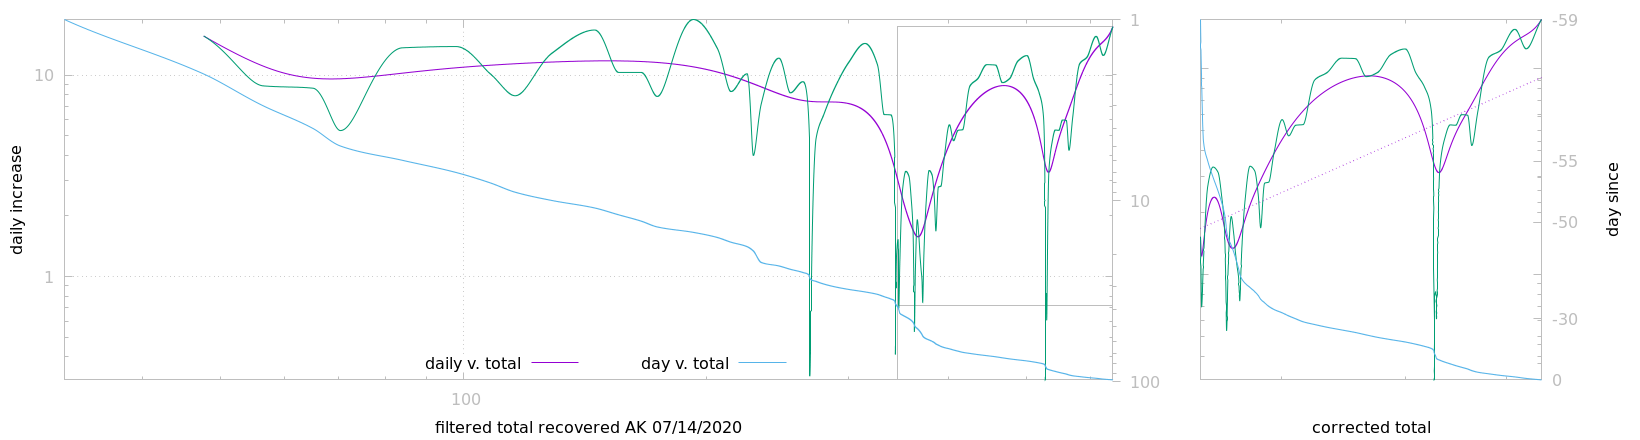 daily increase
10
1
daily v. total
day v. total
100
filtered total recovered AK 07/14/2020
1
10
100
-59
-55
-50
-30
0
day since
corrected total